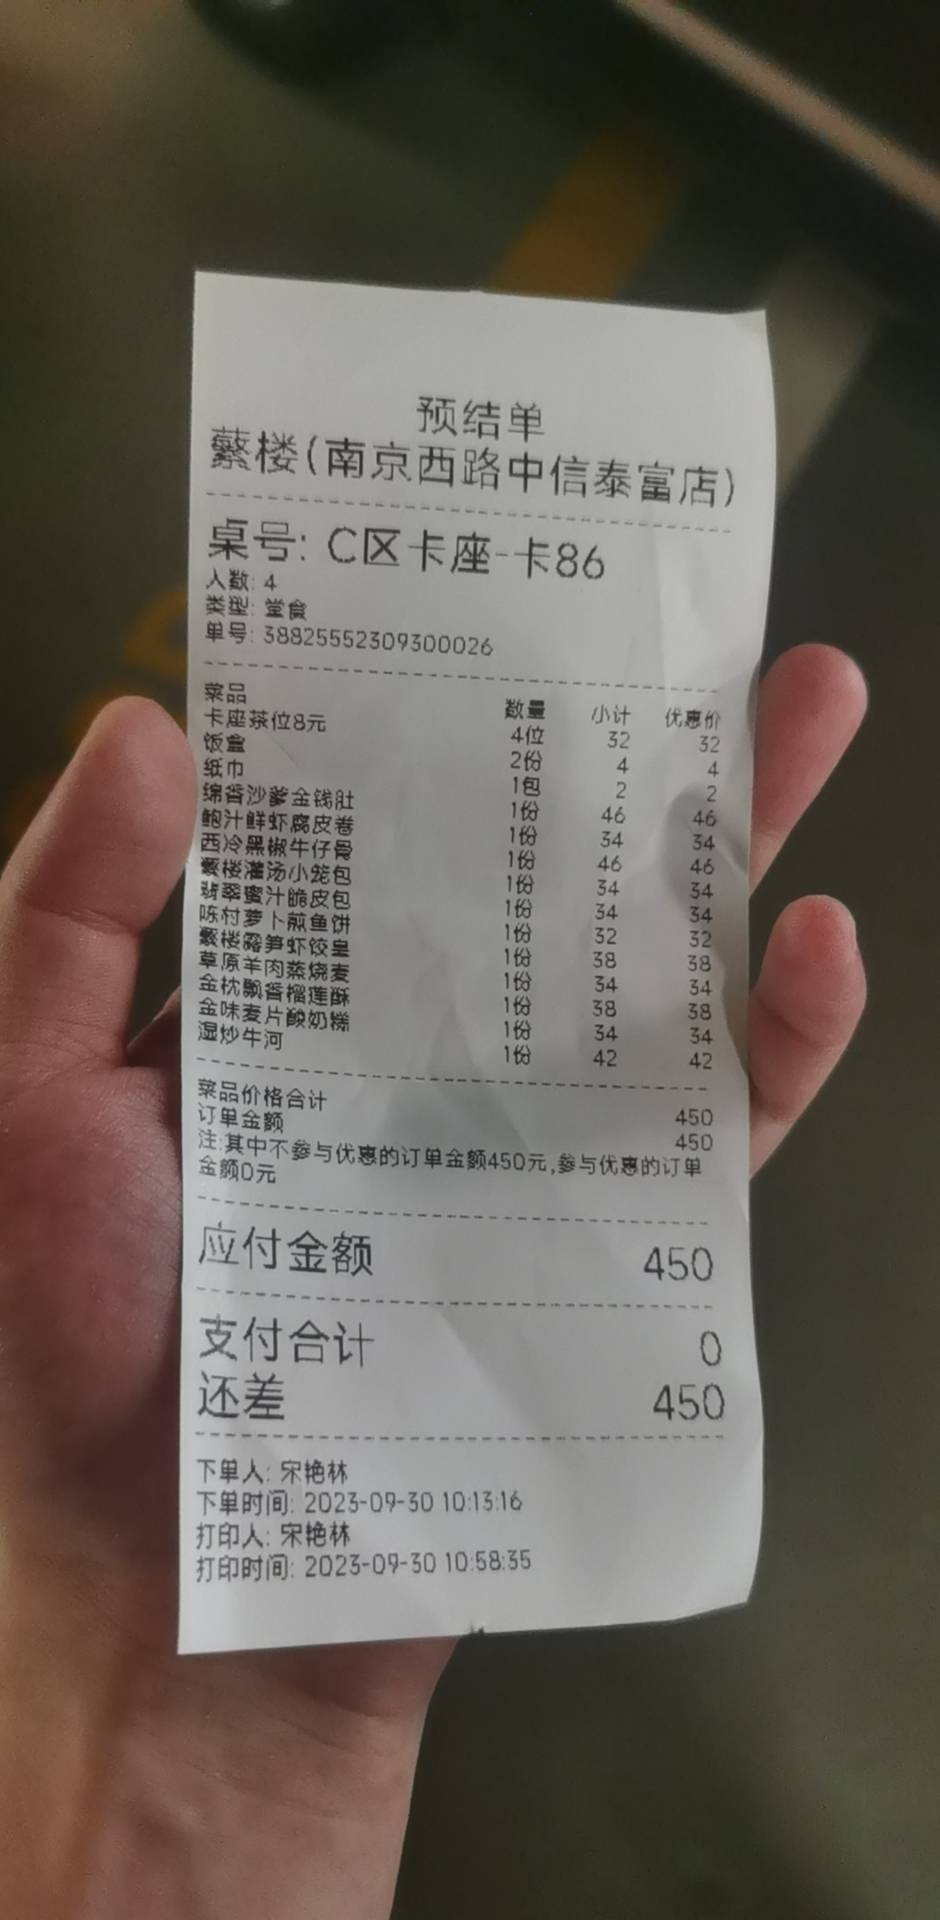 预结单
蘩楼(南京西路中信泰富店)
桌号: C区卡座-卡86
人数: 4
类型: 堂食
单号: 38825552309300026
菜品 数量 小计 优惠价
卡座茶位8元 4位 32 32
饭盒 2份 4 4
纸巾 1包 2 2
绵香沙爹金钱肚 1份 46 46
鲍汁鲜虾腐皮卷 1份 34 34
西冷黑椒牛仔骨 1份 46 46
蘩楼灌汤小笼包 1份 34 34
翡翠蜜汁脆皮包 1份 34 34
陈村萝卜煎鱼饼 1份 32 32
蘩楼露笋虾饺皇 1份 38 38
草原羊肉蒸烧麦 1份 34 34
金枕飘香榴莲酥 1份 38 38
金味麦片酸奶糕 1份 34 34
湿炒牛河 1份 42 42
菜品价格合计 450
订单金额 450
注:其中不参与优惠的订单金额450元,参与优惠的订单
金额0元
应付金额 450
支付合计 0
还差 450
下单人: 宋艳林
下单时间: 2023-09-30 10:13:16
打印人: 宋艳林
打印时间: 2023-09-30 10:58:35